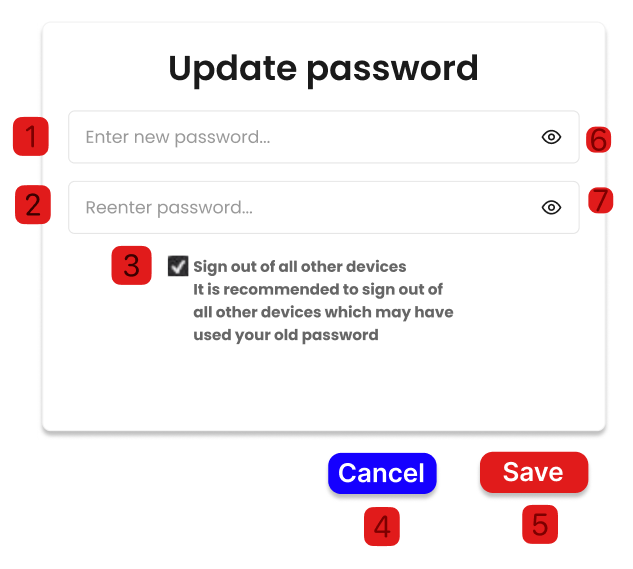 Update password
1
Enter new password...
6
2
Reenter password...
7
3
Sign out of all other devices
It is recommended to sign out of
all other devices which may have
used your old password
Cancel
Save
4
5